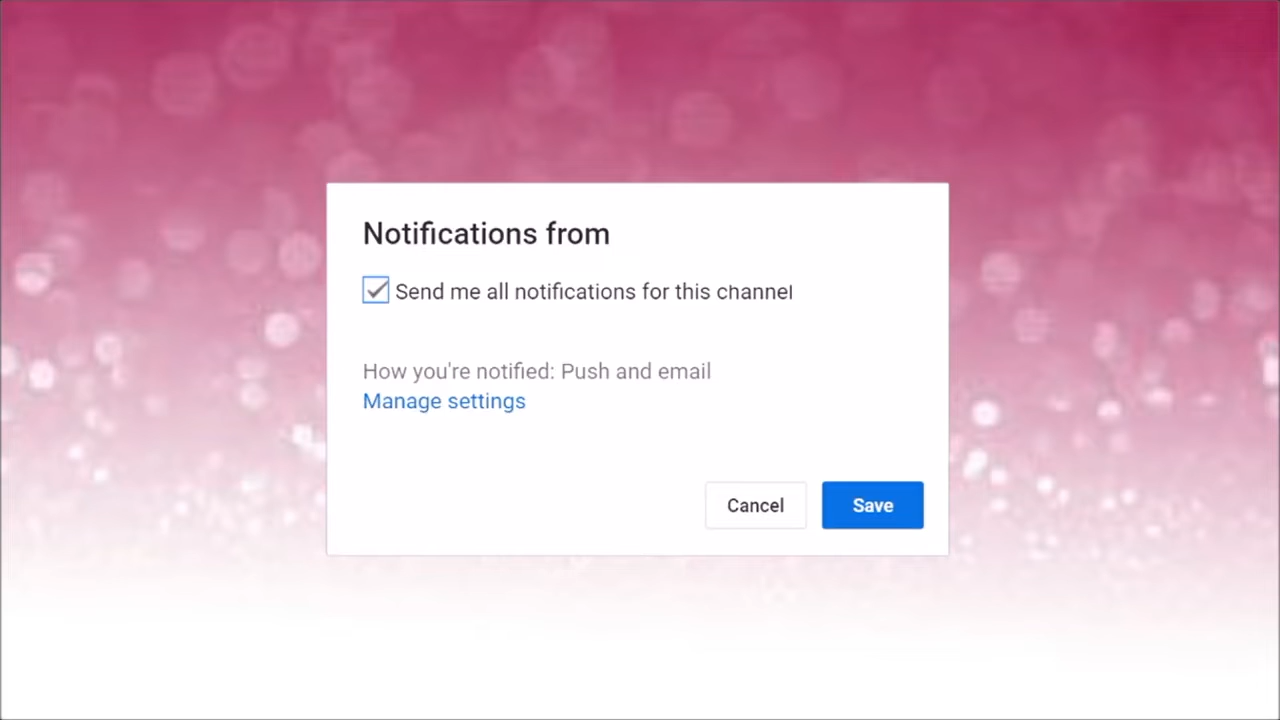 Notifications from
Send me all notifications for this channel
How you're notified: Push and email
Manage settings
Cancel
Save